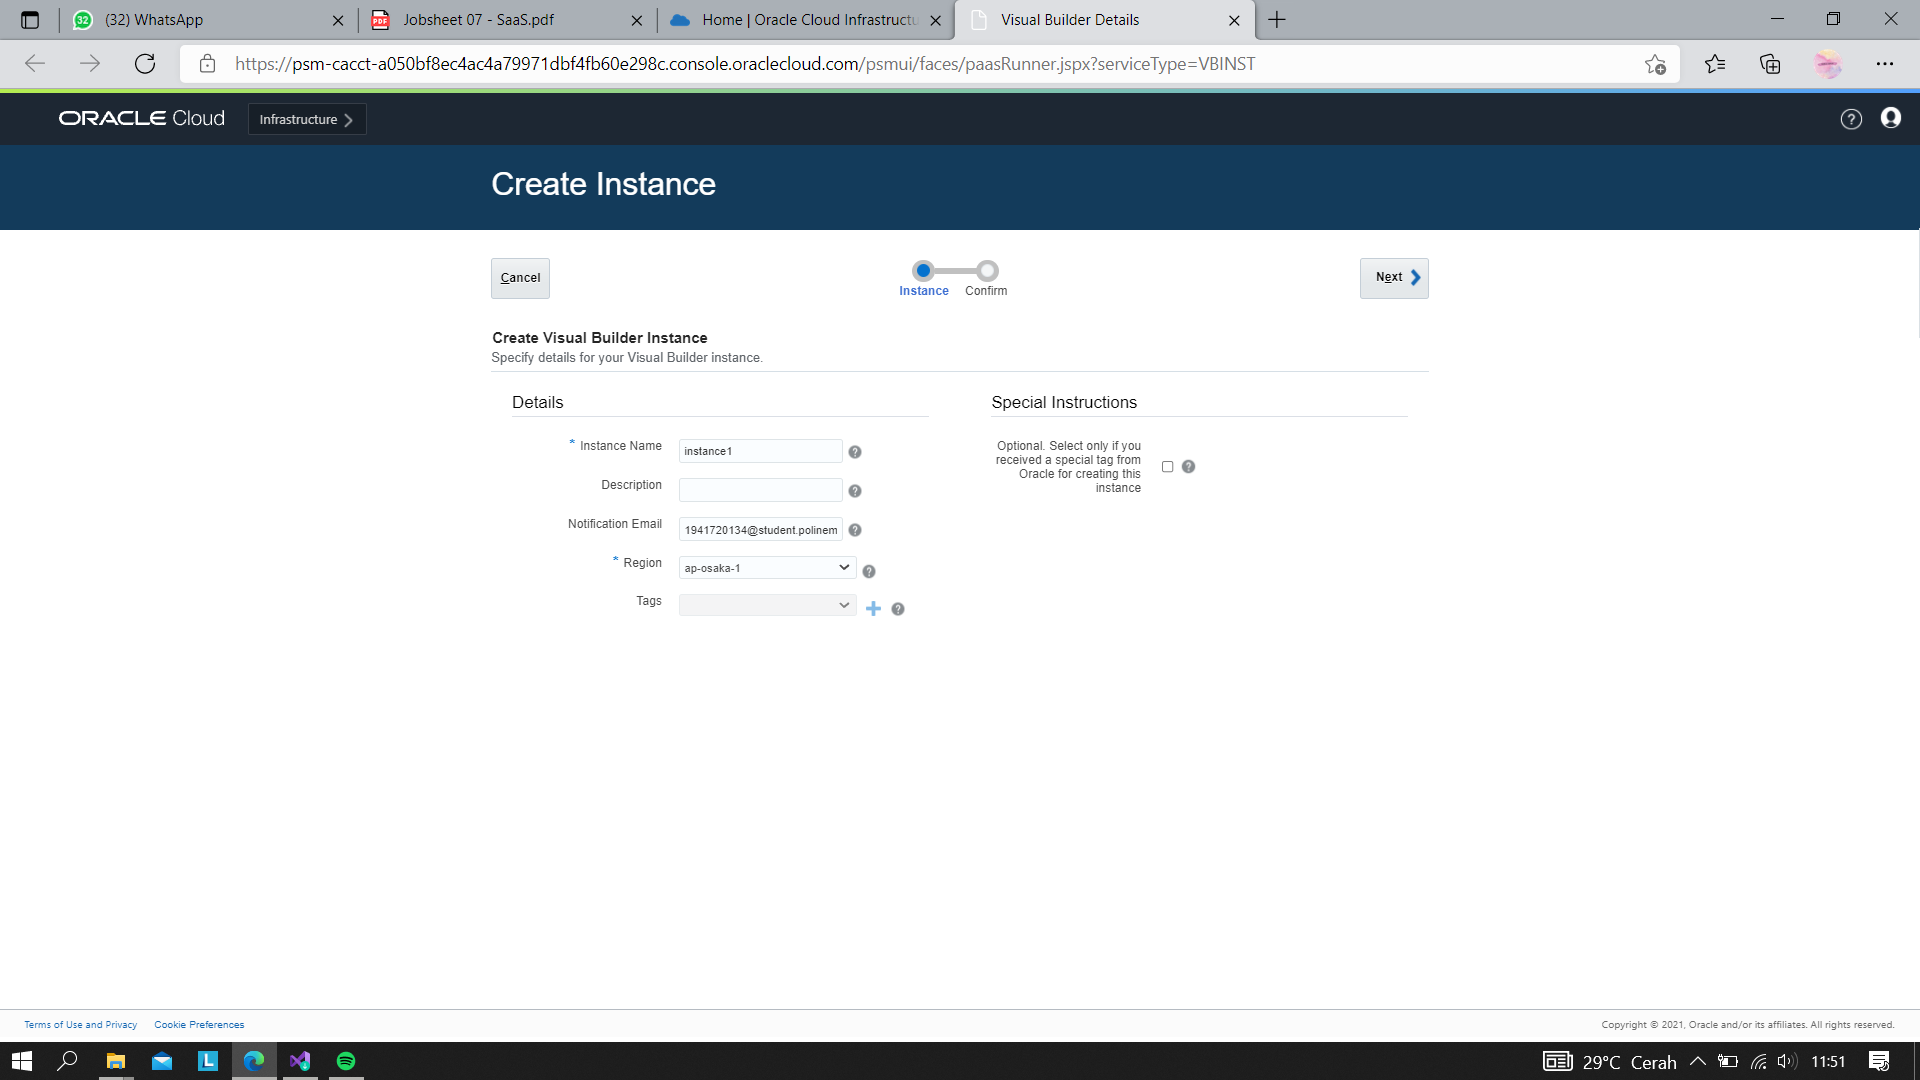 32
(32) WhatsApp
PDF
Jobsheet 07 - SaaS.pdf
Home | Oracle Cloud Infrastructu
Visual Builder Details
https://psm-cacct-a050bf8ec4ac4a79971dbf4fb60e298c.console.oraclecloud.com/psmui/faces/paasRunner.jspx?serviceType=VBINST
ORACLE Cloud
Infrastructure
?
Create Instance
Cancel
Instance
Confirm
Next
Create Visual Builder Instance
Specify details for your Visual Builder instance.
Details
* Instance Name
instance1
?
Description
?
Notification Email
1941720134@student.polinem
?
* Region
ap-osaka-1
?
Tags
?
Special Instructions
Optional. Select only if you
received a special tag from
Oracle for creating this
instance
?
Terms of Use and Privacy
Cookie Preferences
Copyright © 2021, Oracle and/or its affiliates. All rights reserved.
L
29°C Cerah
11:51